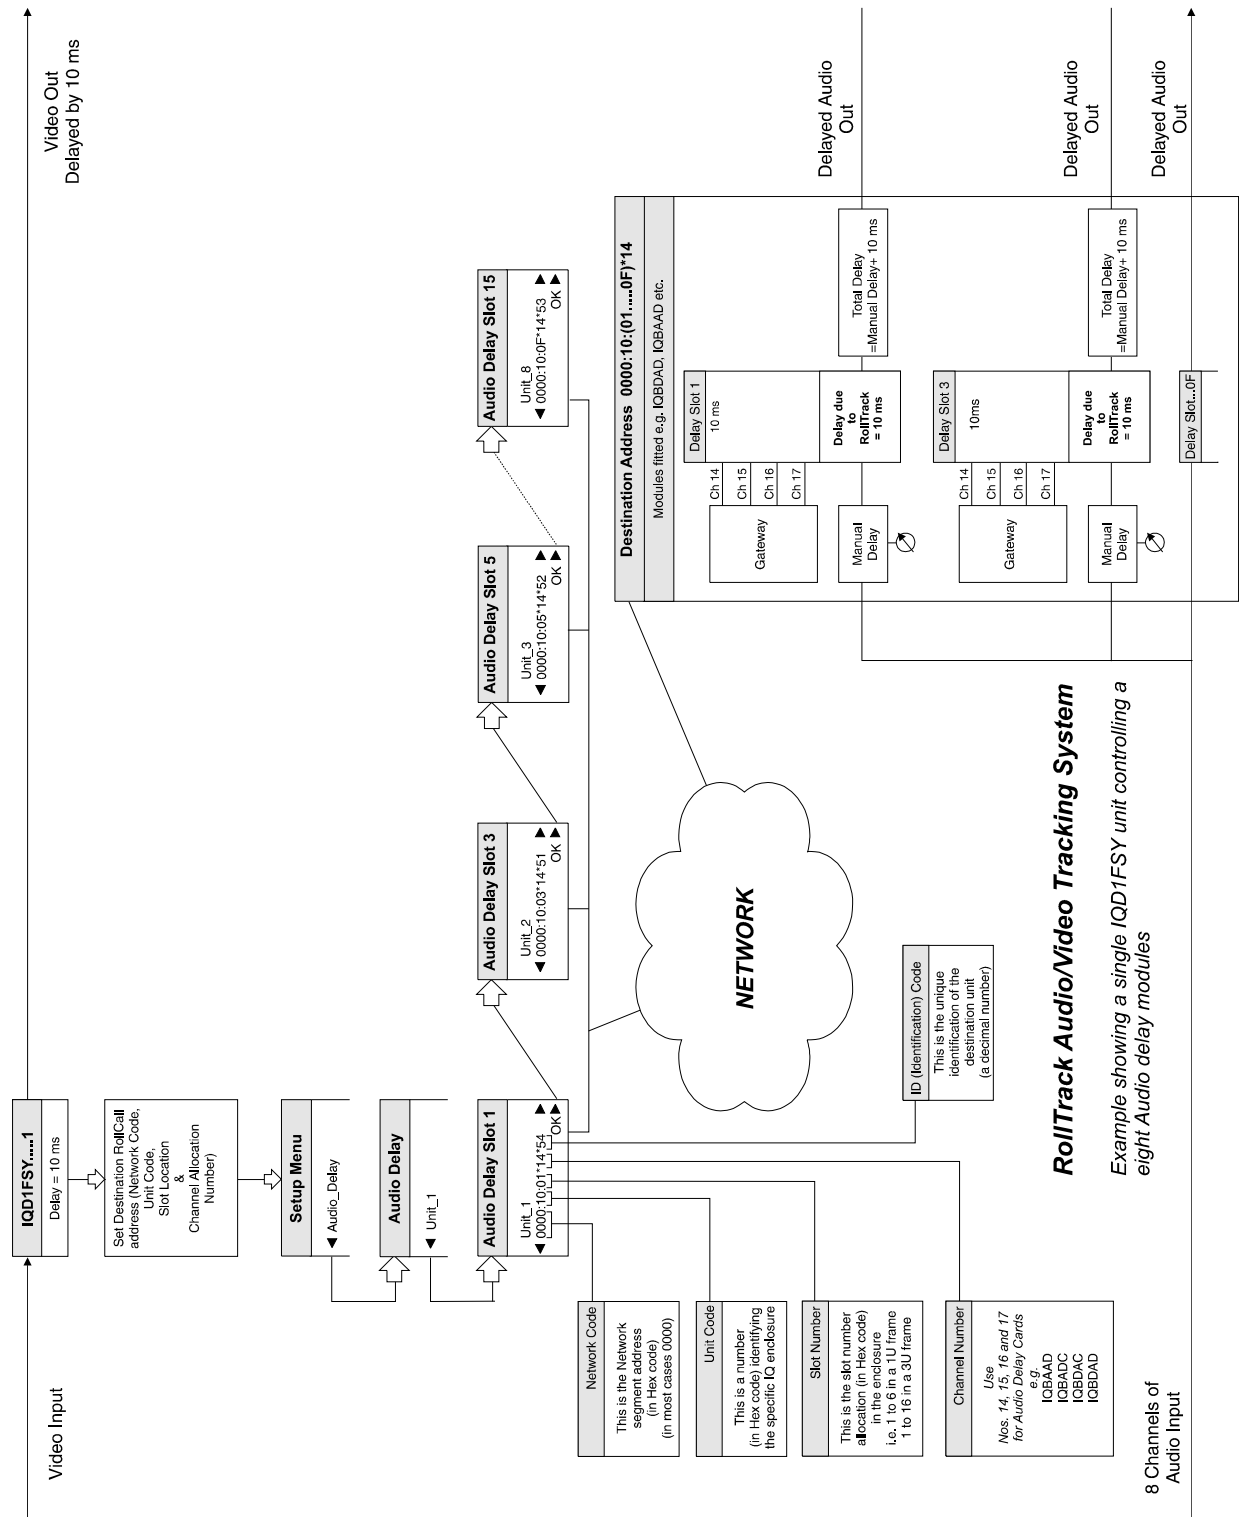 Video Input
Video Out
Delayed by 10 ms
IQD1FSY.....1
Delay = 10 ms
Set Destination RollCall
address (Network Code,
Unit Code,
Slot Location
&
Channel Allocation
Number)
Setup Menu
◀ Audio_Delay
Audio Delay
◀ Unit_1
Audio Delay Slot 1
Unit_1
◀ 0000:10:01*14*54 ▶
OK ▶
Audio Delay Slot 3
Unit_2
◀ 0000:10:03*14*51 ▶
OK ▶
Audio Delay Slot 5
Unit_3
◀ 0000:10:05*14*52 ▶
OK ▶
Audio Delay Slot 15
Unit_8
◀ 0000:10:0F*14*53 ▶
OK ▶
Network Code
This is the Network
segment address
(in Hex code)
(in most cases 0000)
Unit Code
This is a number
(in Hex code) identifying
the specific IQ enclosure
Slot Number
This is the slot number
allocation (in Hex code)
in the enclosure
i.e. 1 to 6 in a 1U frame
1 to 16 in a 3U frame
Channel Number
Use
Nos. 14, 15, 16 and 17
for Audio Delay Cards
e.g.
IQBAAD
IQBADC
IQBDAC
IQBDAD
ID (Identification) Code
This is the unique
identification of the
destination unit
(a decimal number)
NETWORK
Destination Address 0000:10:(01.....0F)*14
Modules fitted e.g. IQBDAD, IQBAAD etc.
Gateway
Ch 14
Ch 15
Ch 16
Ch 17
Delay Slot 1
10 ms
Manual
Delay
Delay due
to
RollTrack
= 10 ms
Total Delay
=Manual Delay+ 10 ms
Delayed Audio
Out
Gateway
Ch 14
Ch 15
Ch 16
Ch 17
Delay Slot 3
10ms
Manual
Delay
Delay due
to
RollTrack
= 10 ms
Total Delay
=Manual Delay+ 10 ms
Delayed Audio
Out
Delay Slot...0F
Delayed Audio
Out
RollTrack Audio/Video Tracking System
Example showing a single IQD1FSY unit controlling a
eight Audio delay modules
8 Channels of
Audio Input